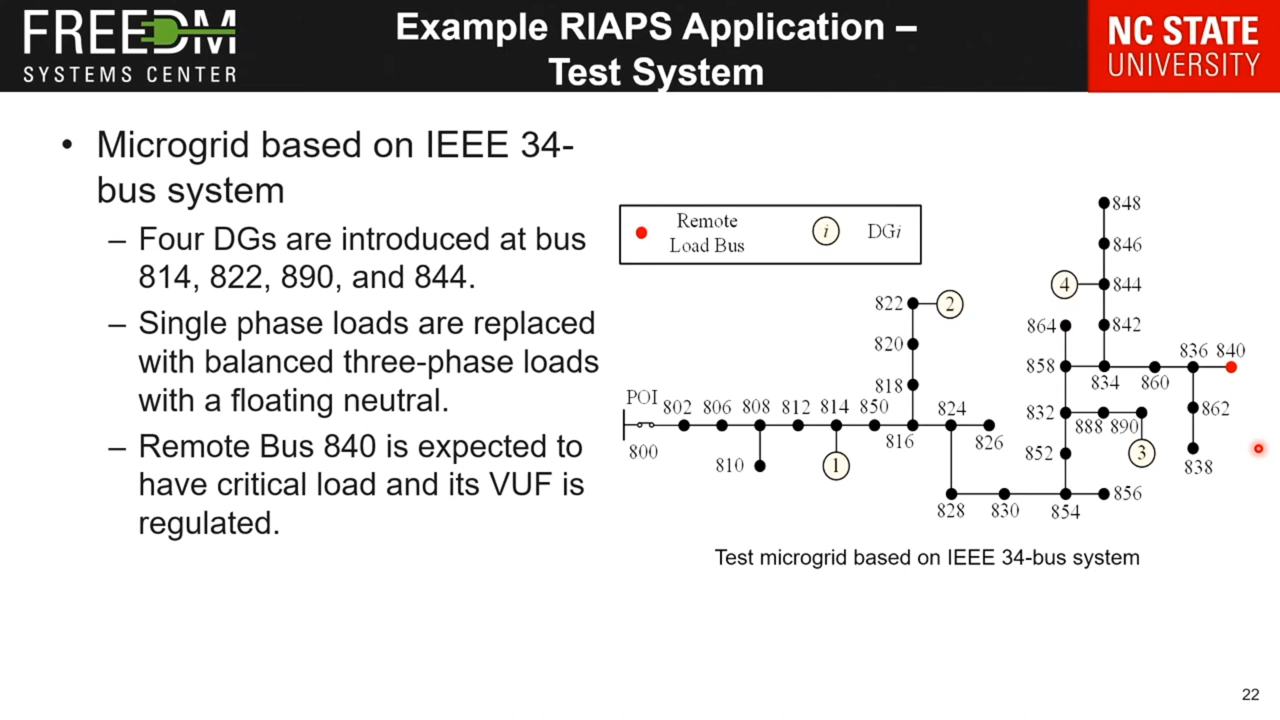 FREEDM
SYSTEMS CENTER
Example RIAPS Application –
Test System
NC STATE
UNIVERSITY
• Microgrid based on IEEE 34-
bus system
– Four DGs are introduced at bus
814, 822, 890, and 844.
– Single phase loads are replaced
with balanced three-phase loads
with a floating neutral.
– Remote Bus 840 is expected to
have critical load and its VUF is
regulated.
Remote
Load Bus
i
DGi
848
846
4
844
822
2
864
842
820
836 840
858
818
834
860
POI
802 806 808 812 814 850
824
832
862
888 890
800
816
826
810
1
852
3
838
856
828
830
854
Test microgrid based on IEEE 34-bus system
22